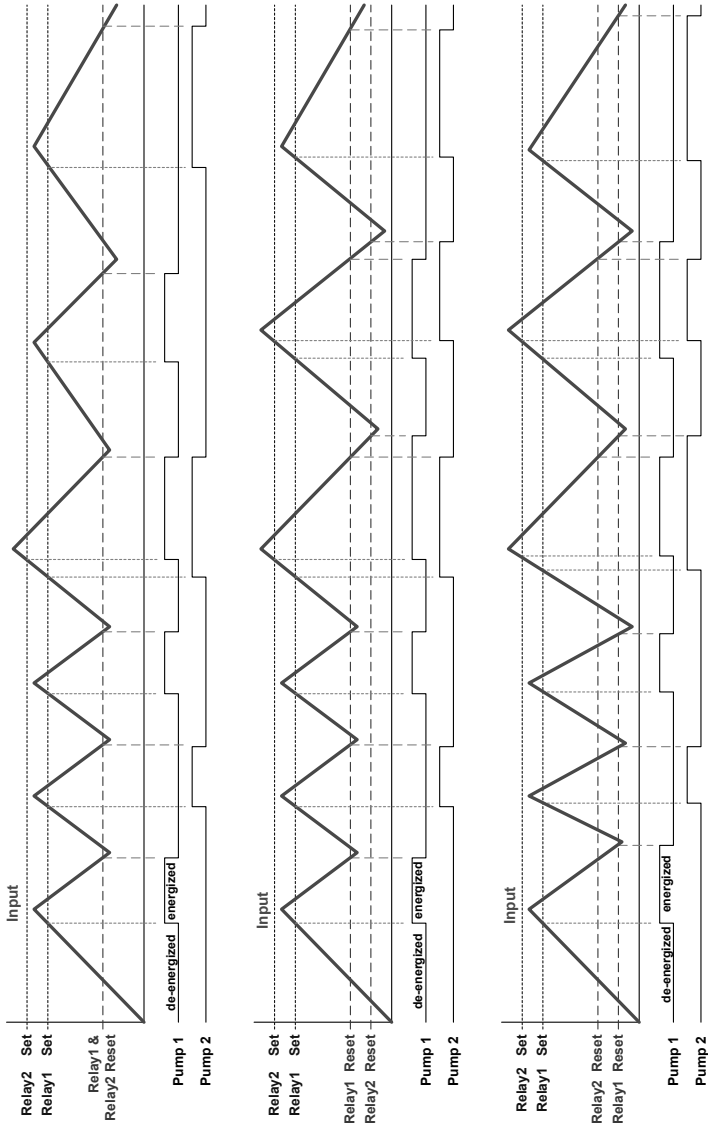 Relay2 Set
Relay1 Set
Relay1 &
Relay2 Reset
Pump 1
Pump 2
Input
de-energized
energized
Relay2 Set
Relay1 Set
Relay1 Reset
Relay2 Reset
Pump 1
Pump 2
Input
de-energized
energized
Relay2 Set
Relay1 Set
Relay2 Reset
Relay1 Reset
Pump 1
Pump 2
Input
de-energized
energized